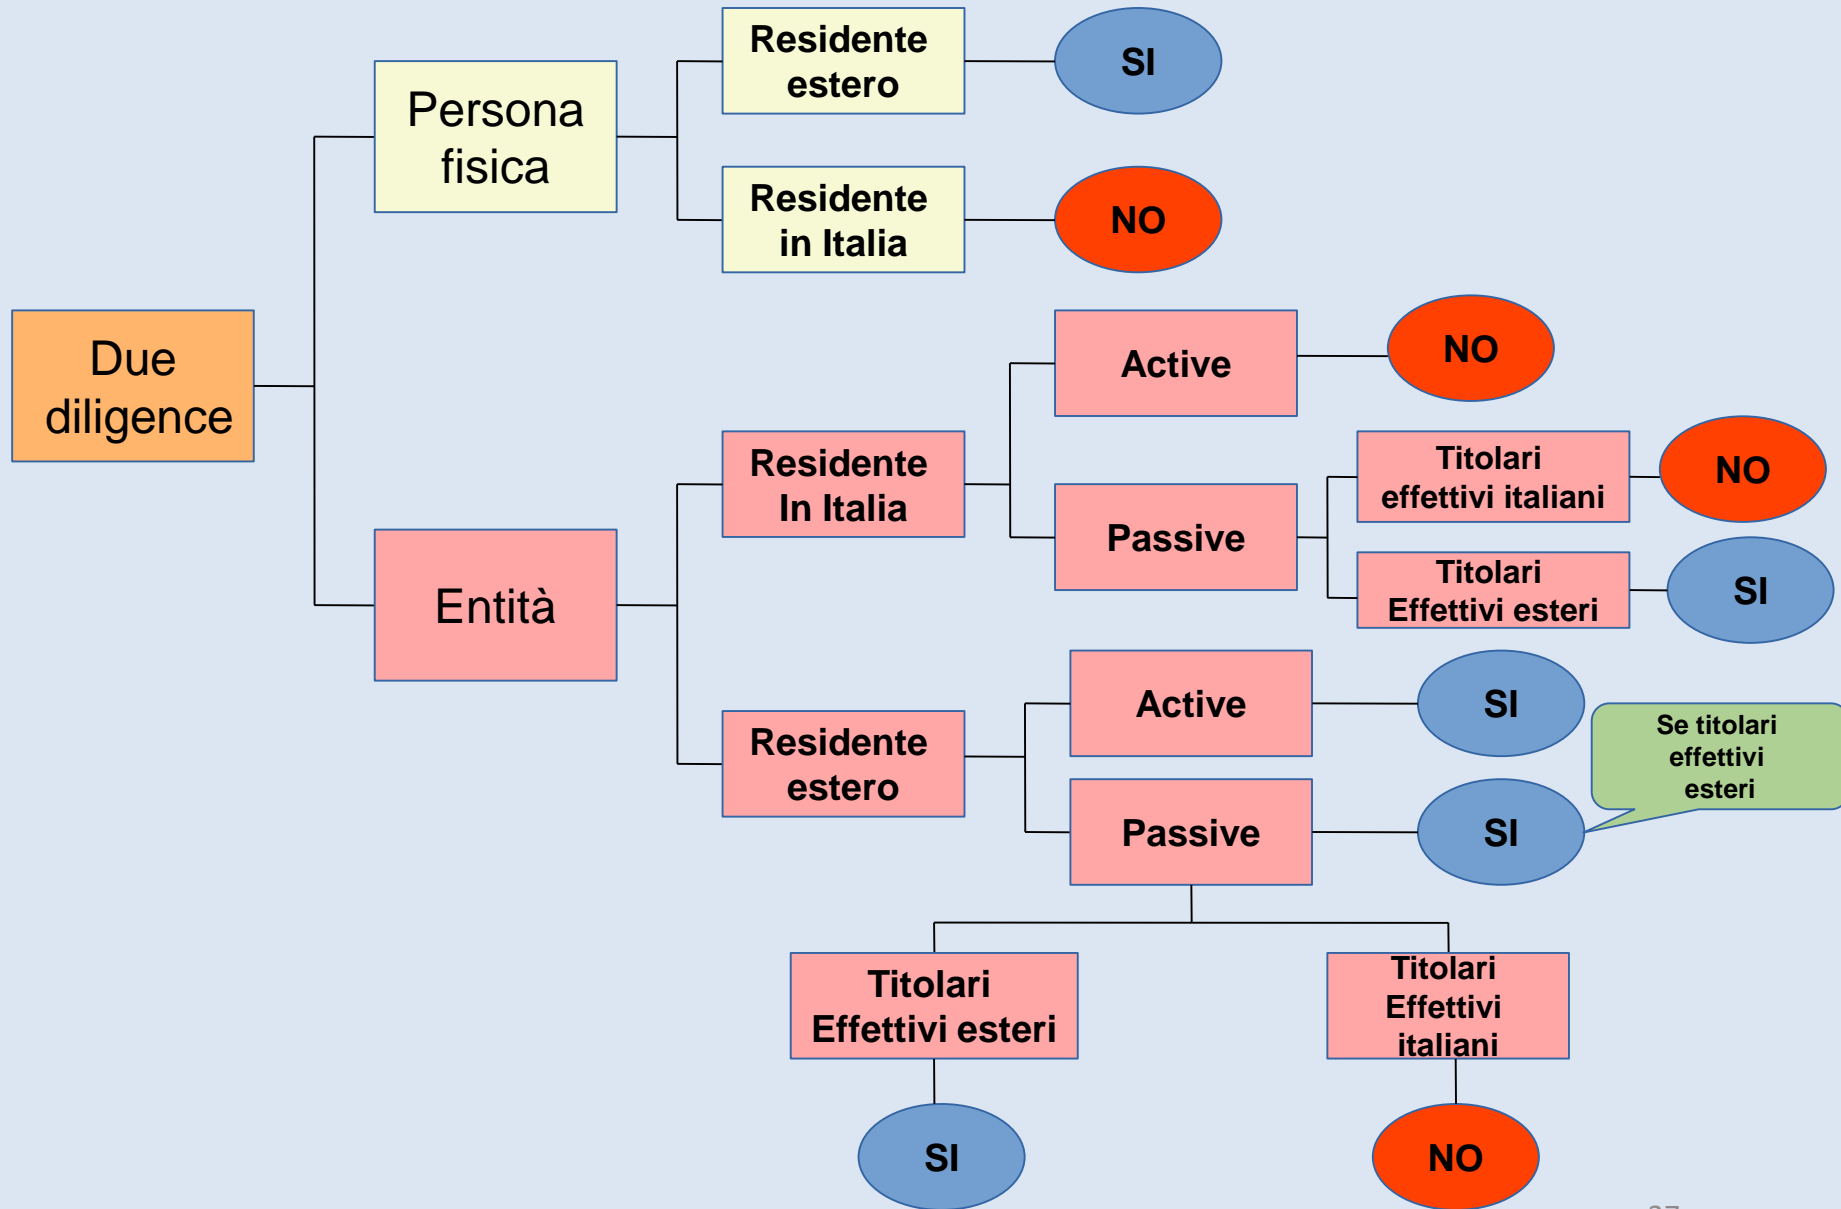 Residente
estero
SI
Persona
fisica
Residente
in Italia
NO
Due
diligence
Active
NO
Residente
In Italia
Titolari
effettivi italiani
NO
Passive
Titolari
Effettivi esteri
SI
Entità
Active
SI
Residente
estero
Se titolari
effettivi
esteri
Passive
SI
Titolari
Effettivi esteri
Titolari
Effettivi
italiani
SI
NO